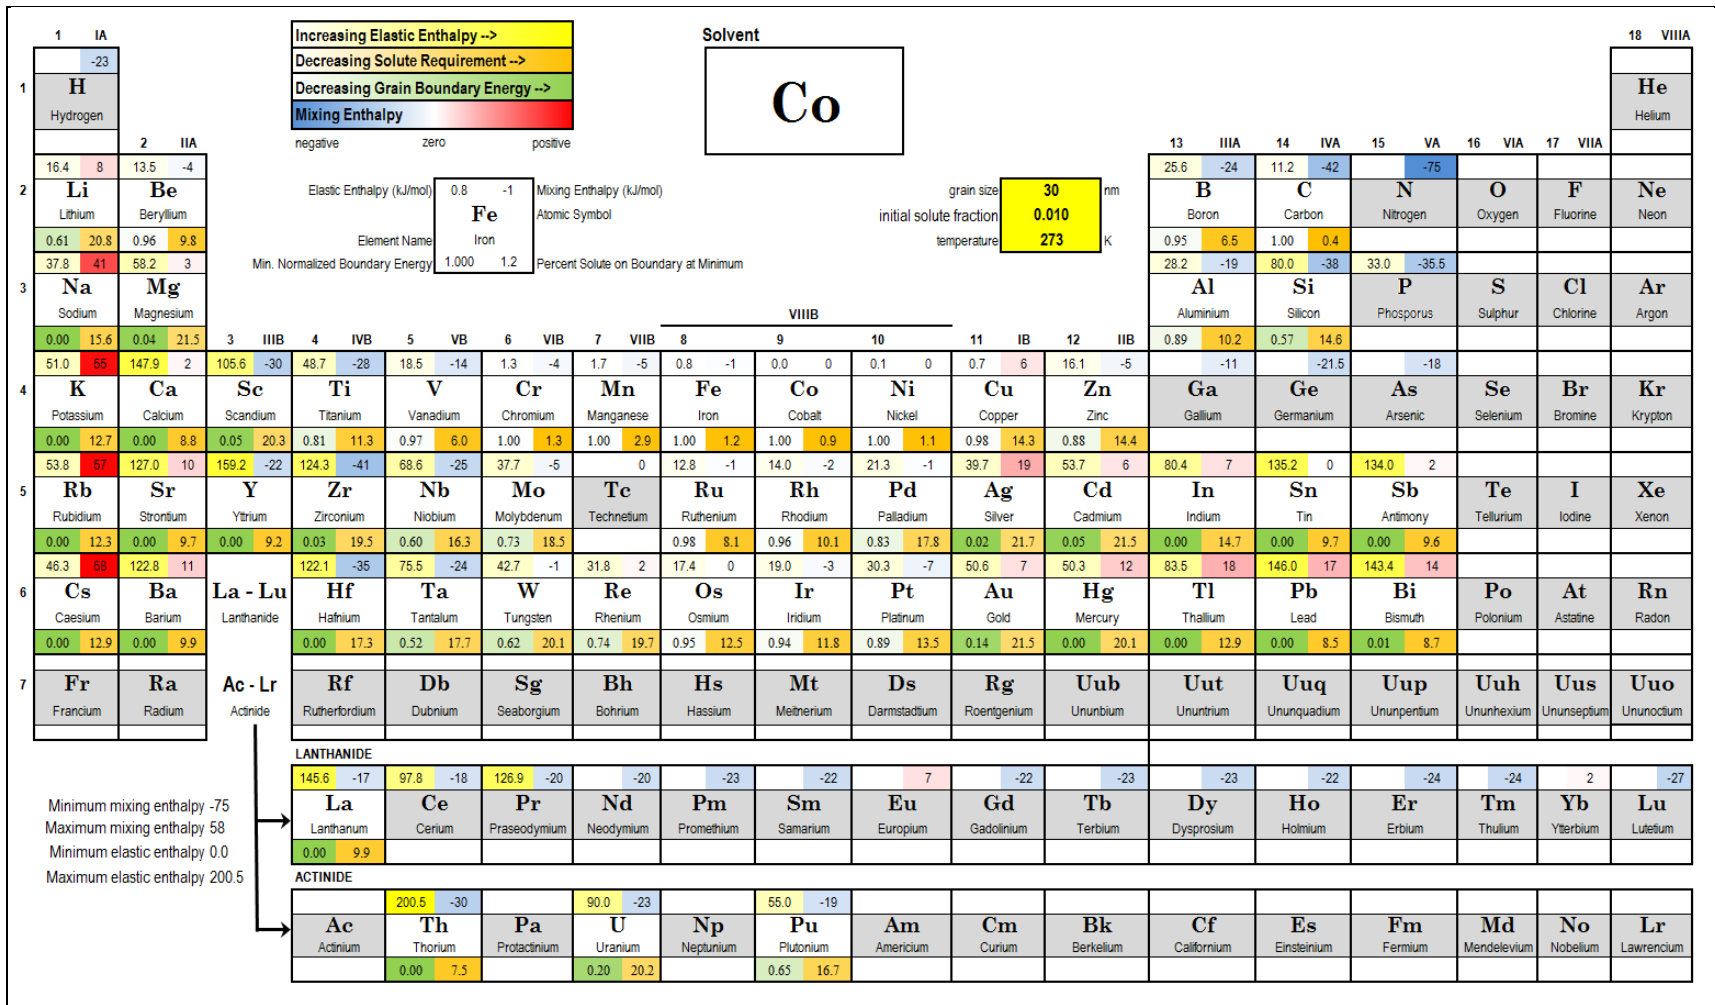 1 IA
Increasing Elastic Enthalpy -->
Solvent
18 VIIIA
-23
Decreasing Solute Requirement -->
1 H Decreasing Grain Boundary Energy --> Co He
Hydrogen Mixing Enthalpy Helium
2 IIA negative zero positive 13 IIIA 14 IVA 15 VA 16 VIA 17 VIIA
16.4 8 13.5 -4 25.6 -24 11.2 -42 -75
2 Li Be Elastic Enthalpy (kJ/mol) 0.8 -1 Mixing Enthalpy (kJ/mol) grain size 30 nm B C N O F Ne
Lithium Beryllium Fe Atomic Symbol initial solute fraction 0.010 Boron Carbon Nitrogen Oxygen Fluorine Neon
0.61 20.8 0.96 9.8 Element Name Iron temperature 273 K 0.95 6.5 1.00 0.4
37.8 41 58.2 3 Min. Normalized Boundary Energy 1.000 1.2 Percent Solute on Boundary at Minimum 28.2 -19 80.0 -38 33.0 -35.5
3 Na Mg Al Si P S Cl Ar
Sodium Magnesium VIIIB Aluminium Silicon Phosporus Sulphur Chlorine Argon
0.00 15.6 0.04 21.5 3 IIIB 4 IVB 5 VB 6 VIB 7 VIIB 8 9 10 11 IB 12 IIB 0.89 10.2 0.57 14.6
51.0 55 147.9 2 105.6 -30 48.7 -28 18.5 -14 1.3 -4 1.7 -5 0.8 -1 0.0 0 0.1 0 0.7 6 16.1 -5 -11 -21.5 -18
4 K Ca Sc Ti V Cr Mn Fe Co Ni Cu Zn Ga Ge As Se Br Kr
Potassium Calcium Scandium Titanium Vanadium Chromium Manganese Iron Cobalt Nickel Copper Zinc Gallium Germanium Arsenic Selenium Bromine Krypton
0.00 12.7 0.00 8.8 0.05 20.3 0.81 11.3 0.97 6.0 1.00 1.3 1.00 2.9 1.00 1.2 1.00 0.9 1.00 1.1 0.98 14.3 0.88 14.4
53.8 57 127.0 10 159.2 -22 124.3 -41 68.6 -25 37.7 -5 0 12.8 -1 14.0 -2 21.3 -1 39.7 19 53.7 6 80.4 7 135.2 0 134.0 2
5 Rb Sr Y Zr Nb Mo Tc Ru Rh Pd Ag Cd In Sn Sb Te I Xe
Rubidium Strontium Yttrium Zirconium Niobium Molybdenum Technetium Ruthenium Rhodium Palladium Silver Cadmium Indium Tin Antimony Tellurium Iodine Xenon
0.00 12.3 0.00 9.7 0.00 9.2 0.03 19.5 0.60 16.3 0.73 18.5 0.98 8.1 0.96 10.1 0.83 17.8 0.02 21.7 0.05 21.5 0.00 14.7 0.00 9.7 0.00 9.6
46.3 58 122.8 11 122.1 -35 75.5 -24 42.7 -1 31.8 2 17.4 0 19.0 -3 30.3 -7 50.6 7 50.3 12 83.5 18 146.0 17 143.4 14
6 Cs Ba La - Lu Hf Ta W Re Os Ir Pt Au Hg Tl Pb Bi Po At Rn
Caesium Barium Lanthanide Hafnium Tantalum Tungsten Rhenium Osmium Iridium Platinum Gold Mercury Thallium Lead Bismuth Polonium Astatine Radon
0.00 12.9 0.00 9.9 0.00 17.3 0.52 17.7 0.62 20.1 0.74 19.7 0.95 12.5 0.94 11.8 0.89 13.5 0.14 21.5 0.00 20.1 0.00 12.9 0.00 8.5 0.01 8.7
7 Fr Ra Ac - Lr Rf Db Sg Bh Hs Mt Ds Rg Uub Uut Uuq Uup Uuh Uus Uuo
Francium Radium Actinide Rutherfordium Dubnium Seaborgium Bohrium Hassium Meitnerium Darmstadtium Roentgenium Ununbium Ununtrium Ununquadium Ununpentium Ununhexium Ununseptium Ununoctium
LANTHANIDE
145.6 -17 97.8 -18 126.9 -20 -20 -23 -22 7 -22 -23 -23 -22 -24 -24 2 -27
Minimum mixing enthalpy -75 La Ce Pr Nd Pm Sm Eu Gd Tb Dy Ho Er Tm Yb Lu
Maximum mixing enthalpy 58 Lanthanum Cerium Praseodymium Neodymium Promethium Samarium Europium Gadolinium Terbium Dysprosium Holmium Erbium Thulium Ytterbium Lutetium
Minimum elastic enthalpy 0.0 0.00 9.9
Maximum elastic enthalpy 200.5 ACTINIDE
200.5 -30 90.0 -23 55.0 -19
Ac Th Pa U Np Pu Am Cm Bk Cf Es Fm Md No Lr
Actinium Thorium Protactinium Uranium Neptunium Plutonium Americium Curium Berkelium Californium Einsteinium Fermium Mendelevium Nobelium Lawrencium
0.00 7.5 0.20 20.2 0.65 16.7